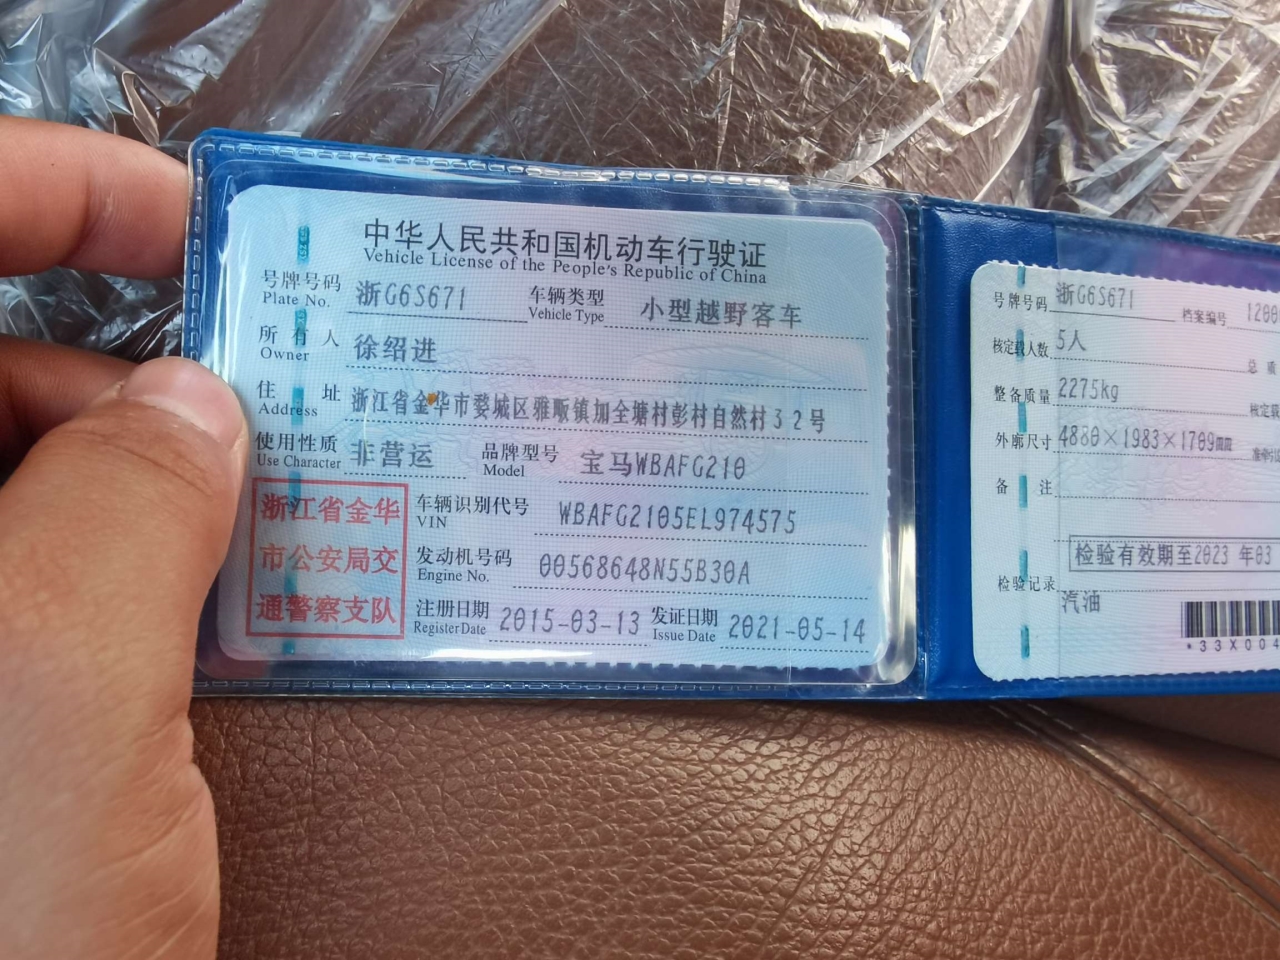 中华人民共和国机动车行驶证
Vehicle License of the People's Republic of China
号牌号码 浙G6S671 车辆类型 小型越野客车
Plate No. Vehicle Type
所有人 徐绍进
Owner
住址 浙江省金华市婺城区雅畈镇加全塘村彭村自然村32号
Address
使用性质 非营运 品牌型号 宝马WBAFG210
Use Character Model
浙江省金华
市公安局交
通警察支队
车辆识别代号 WBAFG2105EL974575
VIN
发动机号码 00568648N55B30A
Engine No.
注册日期 2015-03-13 发证日期 2021-05-14
Register Date Issue Date
号牌号码 浙G6S671 档案编号 1200
核定载人数 5人 总质
整备质量 2275kg 核定
外廓尺寸 4880×1983×1709mm
备注
检验有效期至2023 年03
检验记录
汽油
*33X004